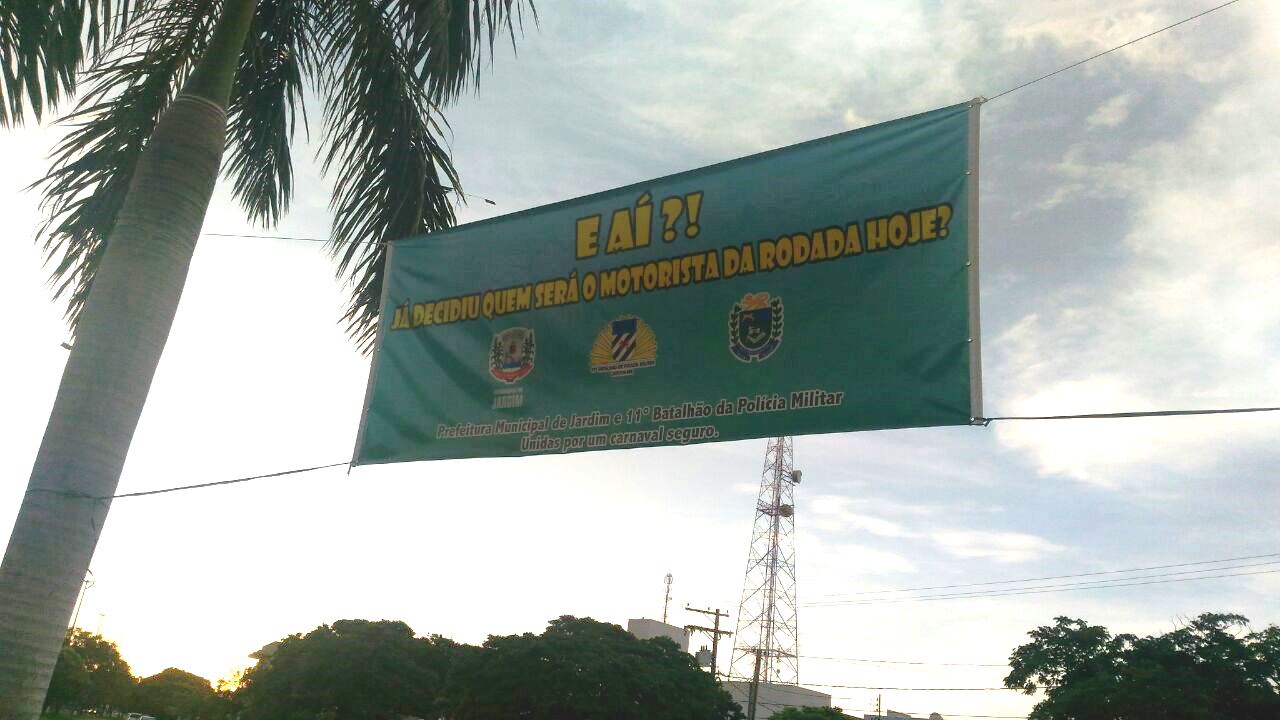 E AÍ ?!
JÁ DECIDIU QUEM SERÁ O MOTORISTA DA RODADA HOJE?
JARDIM
Prefeitura Municipal de Jardim e 11° Batalhão da Polícia Militar
Unidas por um carnaval seguro.